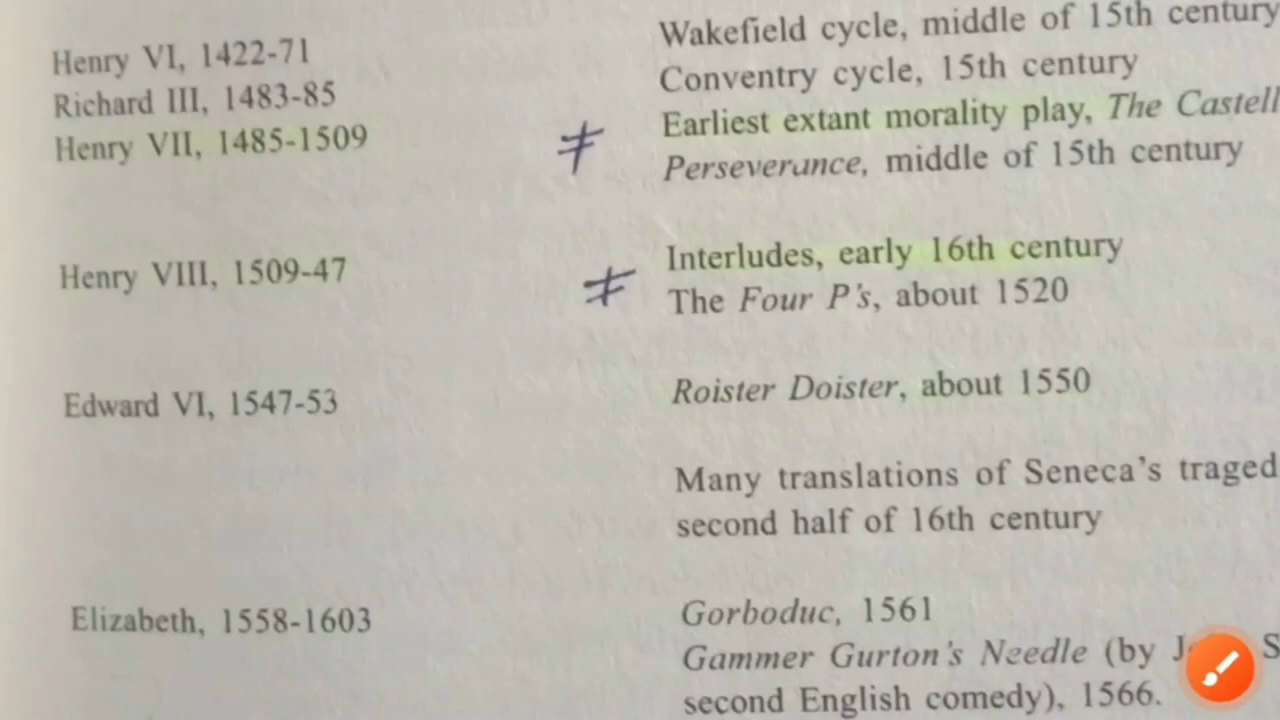 Wakefield cycle, middle of 15th century
Henry VI, 1422-71
Conventry cycle, 15th century
Richard III, 1483-85
Earliest extant morality play, The Castell
Henry VII, 1485-1509
Perseverance, middle of 15th century
Interludes, early 16th century
Henry VIII, 1509-47
The Four P's, about 1520
Roister Doister, about 1550
Edward VI, 1547-53
Many translations of Seneca's traged
second half of 16th century
Elizabeth, 1558-1603
Gorboduc, 1561
Gammer Gurton's Needle (by
second English comedy), 1566.